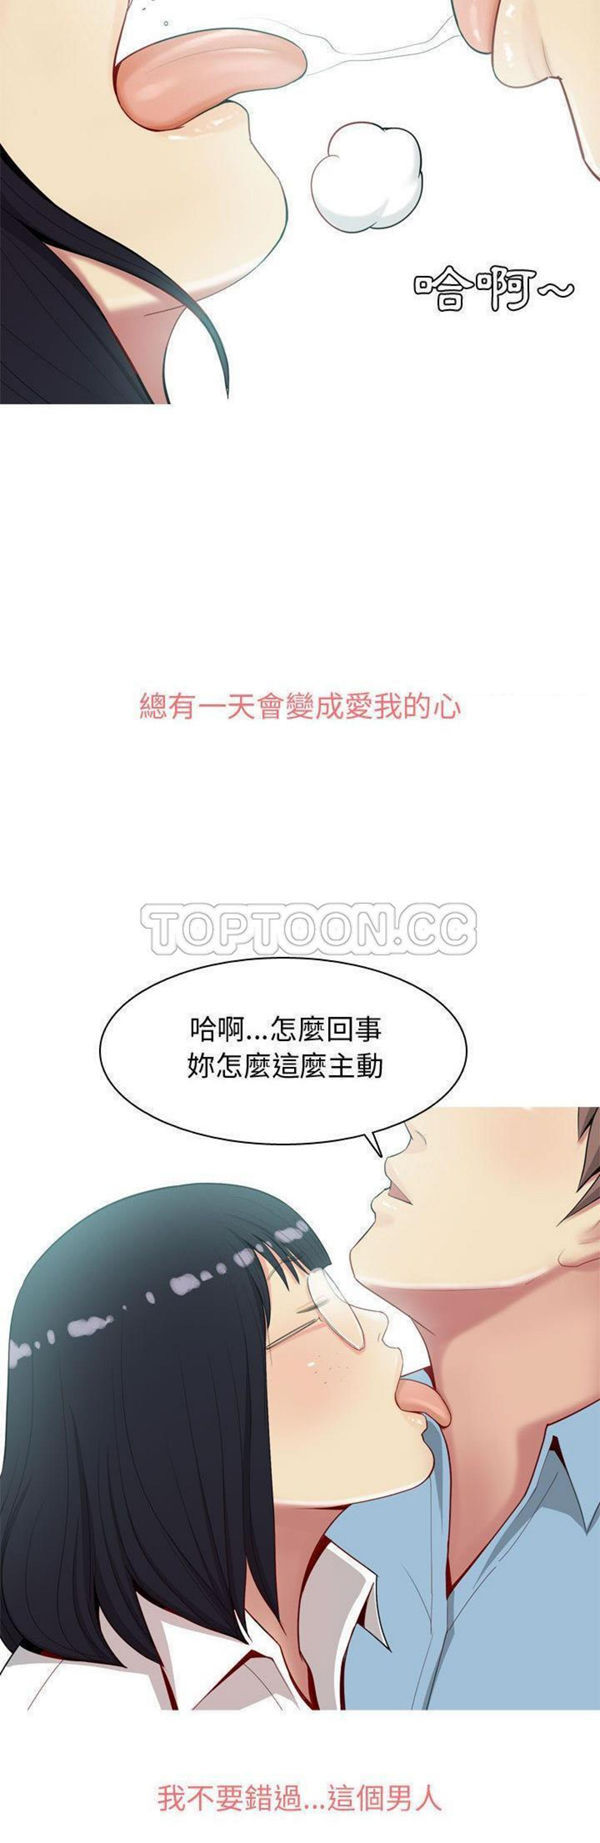 哈啊~
總有一天會變成愛我的心
TOPTOON.CC
哈啊...怎麼回事
妳怎麼這麼主動
我不要錯過...這個男人